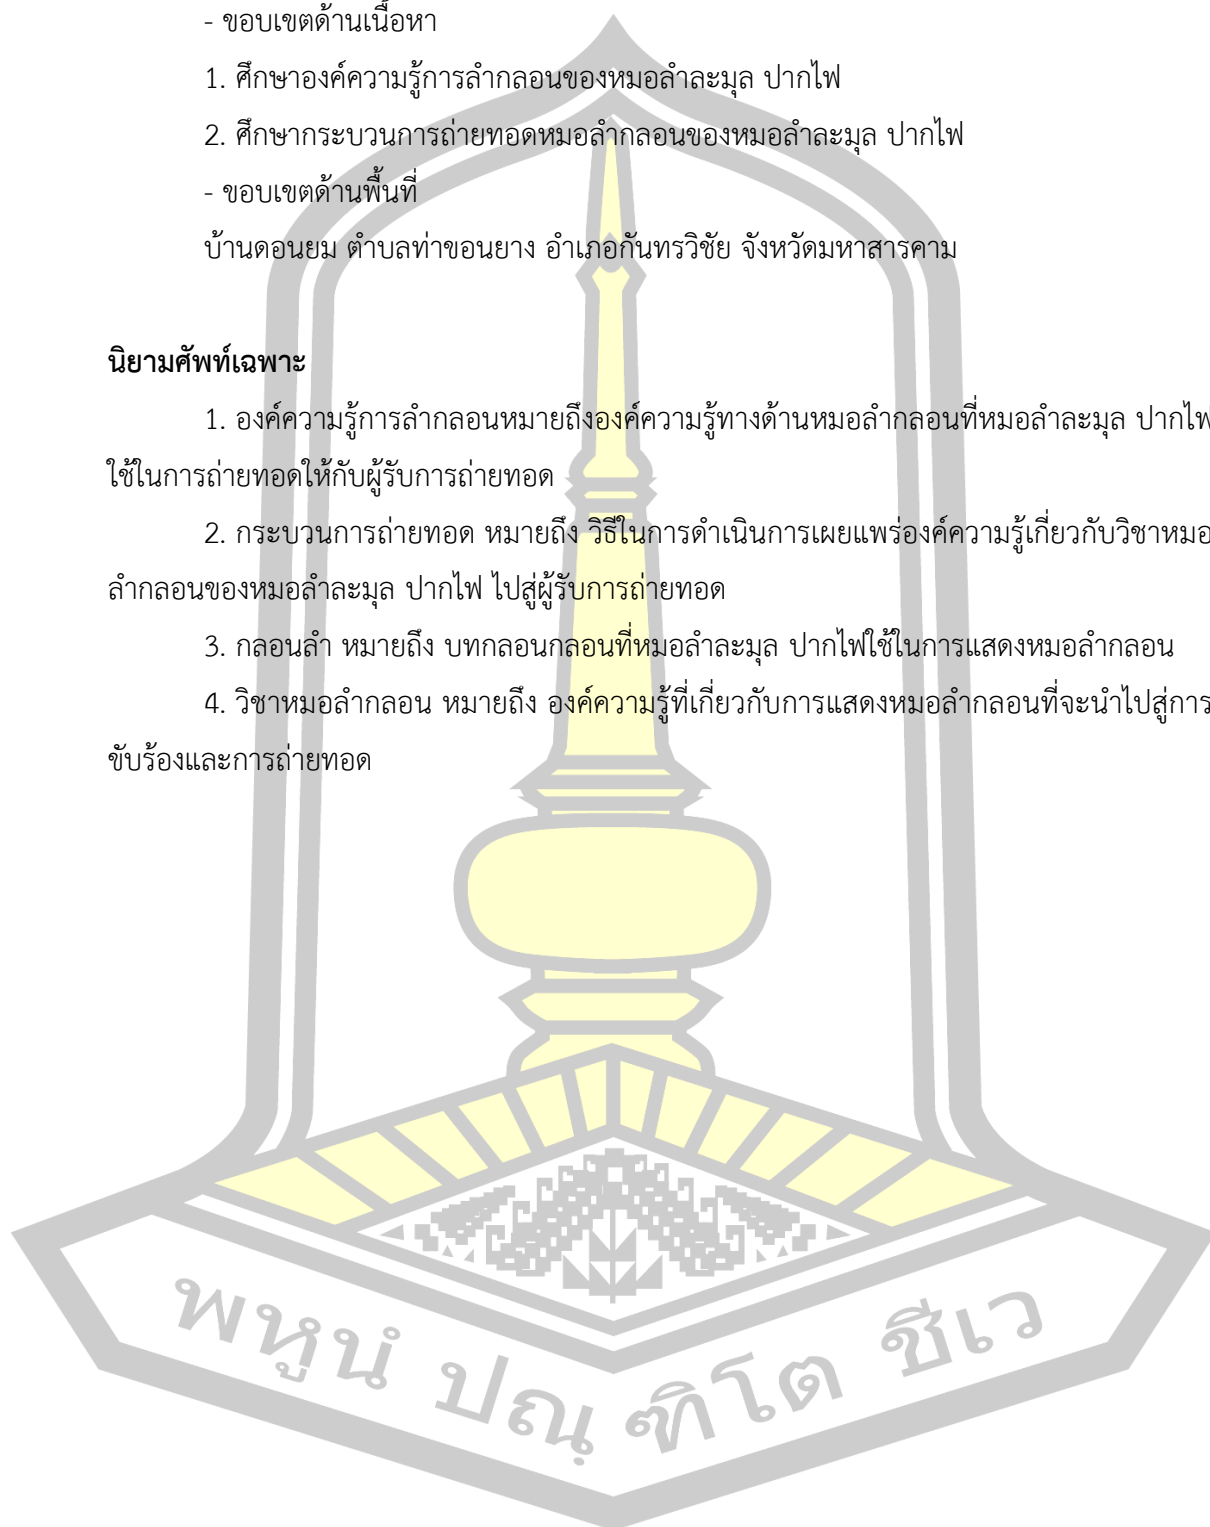 - ขอบเขตด้านเนื้อหา
1. ศึกษาองค์ความรู้การลำกลอนของหมอลำละมุล ปากไฟ
2. ศึกษากระบวนการถ่ายทอดหมอลำกลอนของหมอลำละมุล ปากไฟ
- ขอบเขตด้านพื้นที่
บ้านดอนยม ตำบลท่าขอนยาง อำเภอกันทรวิชัย จังหวัดมหาสารคาม
นิยามศัพท์เฉพาะ
1. องค์ความรู้การลำกลอนหมายถึงองค์ความรู้ทางด้านหมอลำกลอนที่หมอลำละมุล ปากไฟ
ใช้ในการถ่ายทอดให้กับผู้รับการถ่ายทอด
2. กระบวนการถ่ายทอด หมายถึง วิธีในการดำเนินการเผยแพร่องค์ความรู้เกี่ยวกับวิชาหมอ
ลำกลอนของหมอลำละมุล ปากไฟ ไปสู่ผู้รับการถ่ายทอด
3. กลอนลำ หมายถึง บทกลอนกลอนที่หมอลำละมุล ปากไฟใช้ในการแสดงหมอลำกลอน
4. วิชาหมอลำกลอน หมายถึง องค์ความรู้ที่เกี่ยวกับการแสดงหมอลำกลอนที่จะนำไปสู่การ
ขับร้องและการถ่ายทอด
พหูนํ ปณฺฑิโต ชีเว